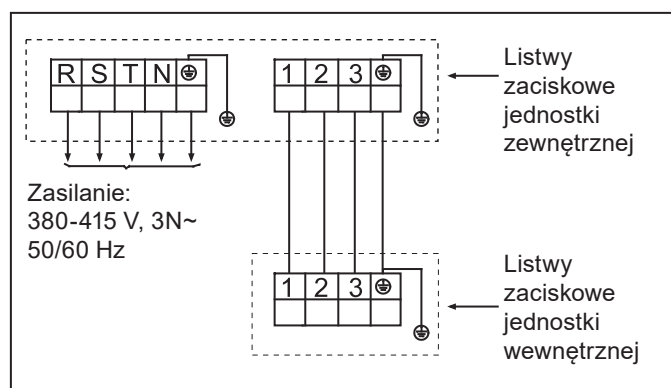 R S T N
1 2 3
Listwy
zaciskowe
jednostki
zewnętrznej
Zasilanie:
380-415 V, 3N~
50/60 Hz
1 2 3
Listwy
zaciskowe
jednostki
wewnętrznej